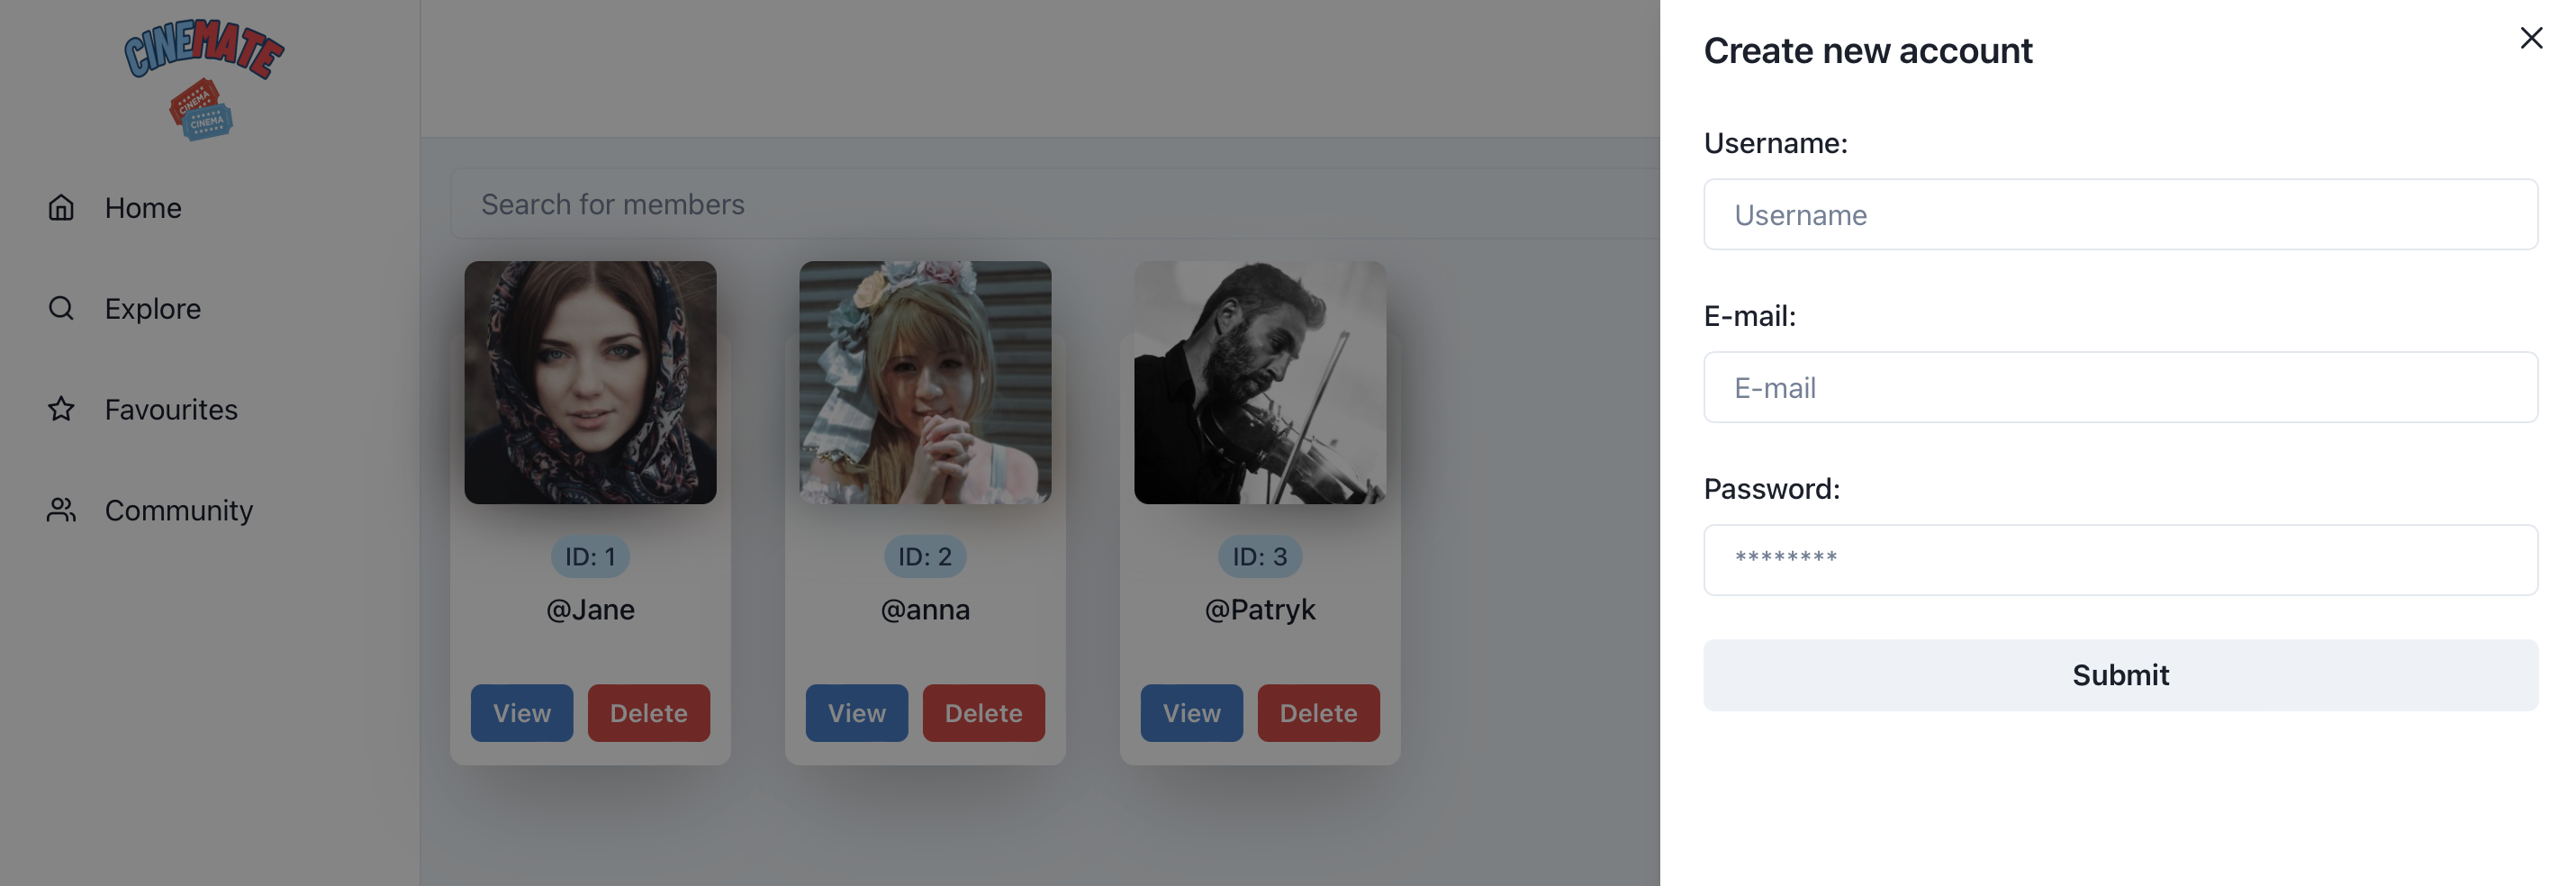 CINEMATE
CINEMA
CINEMA
Home
Explore
Favourites
Community
Search for members
ID: 1
@Jane
View Delete
ID: 2
@anna
View Delete
ID: 3
@Patryk
View Delete
Create new account
Username:
Username
E-mail:
E-mail
Password:
********
Submit